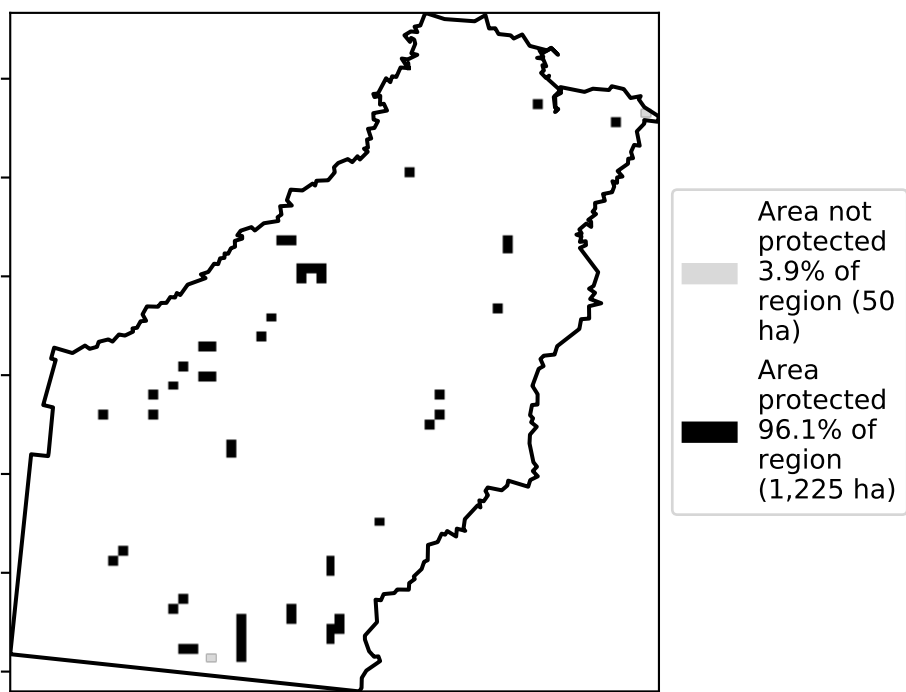 Area not
protected
3.9% of
region (50
ha)
Area
protected
96.1% of
region
(1,225 ha)